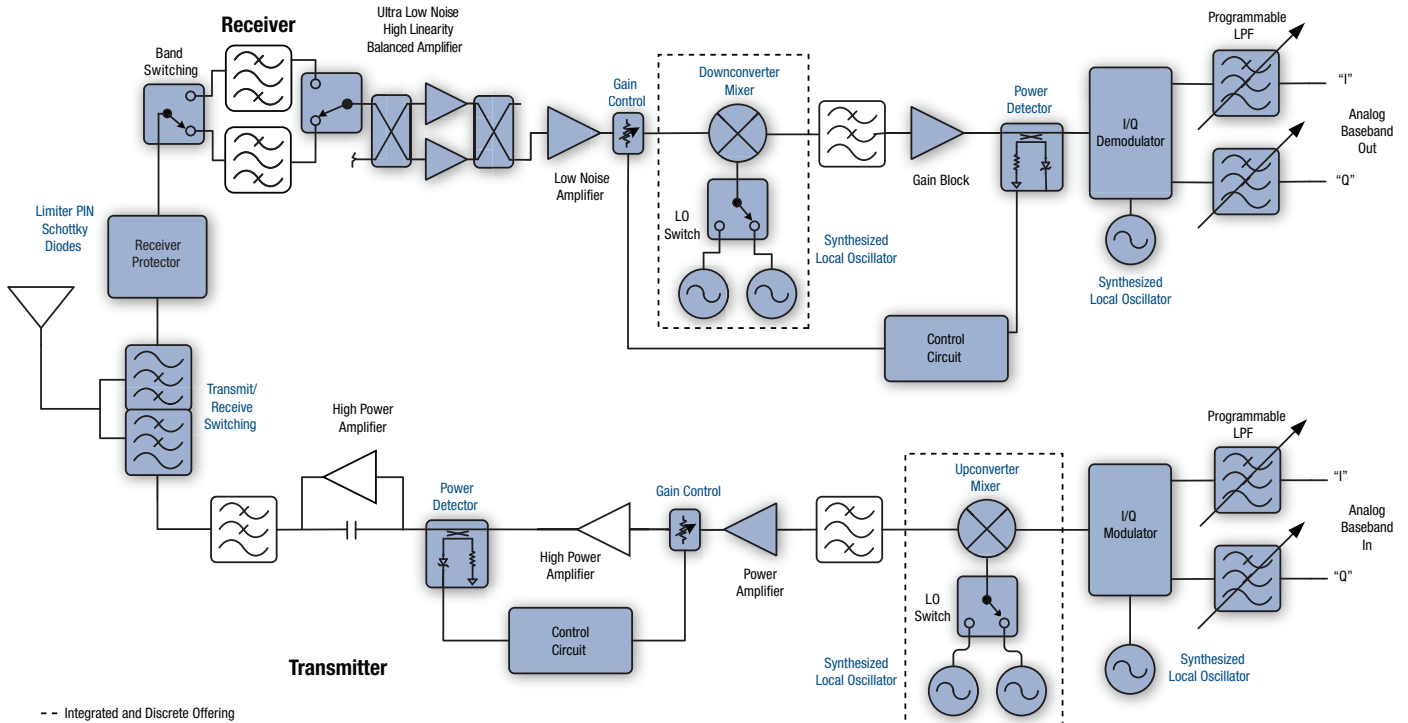 Receiver
Ultra Low Noise
High Linearity
Balanced Amplifier
Band
Switching
Gain
Control
Downconverter
Mixer
Power
Detector
Programmable
LPF
"I"
Analog
Baseband
Out
"Q"
I/Q
Demodulator
Low Noise
Amplifier
Gain Block
LO
Switch
Synthesized
Local Oscillator
Synthesized
Local Oscillator
Limiter PIN
Schottky
Diodes
Receiver
Protector
Control
Circuit
Transmit/
Receive
Switching
High Power
Amplifier
Power
Detector
High Power
Amplifier
Gain Control
Power
Amplifier
Upconverter
Mixer
I/Q
Modulator
Programmable
LPF
"I"
Analog
Baseband
In
"Q"
LO
Switch
Control
Circuit
Synthesized
Local Oscillator
Synthesized
Local Oscillator
Transmitter
-- Integrated and Discrete Offering